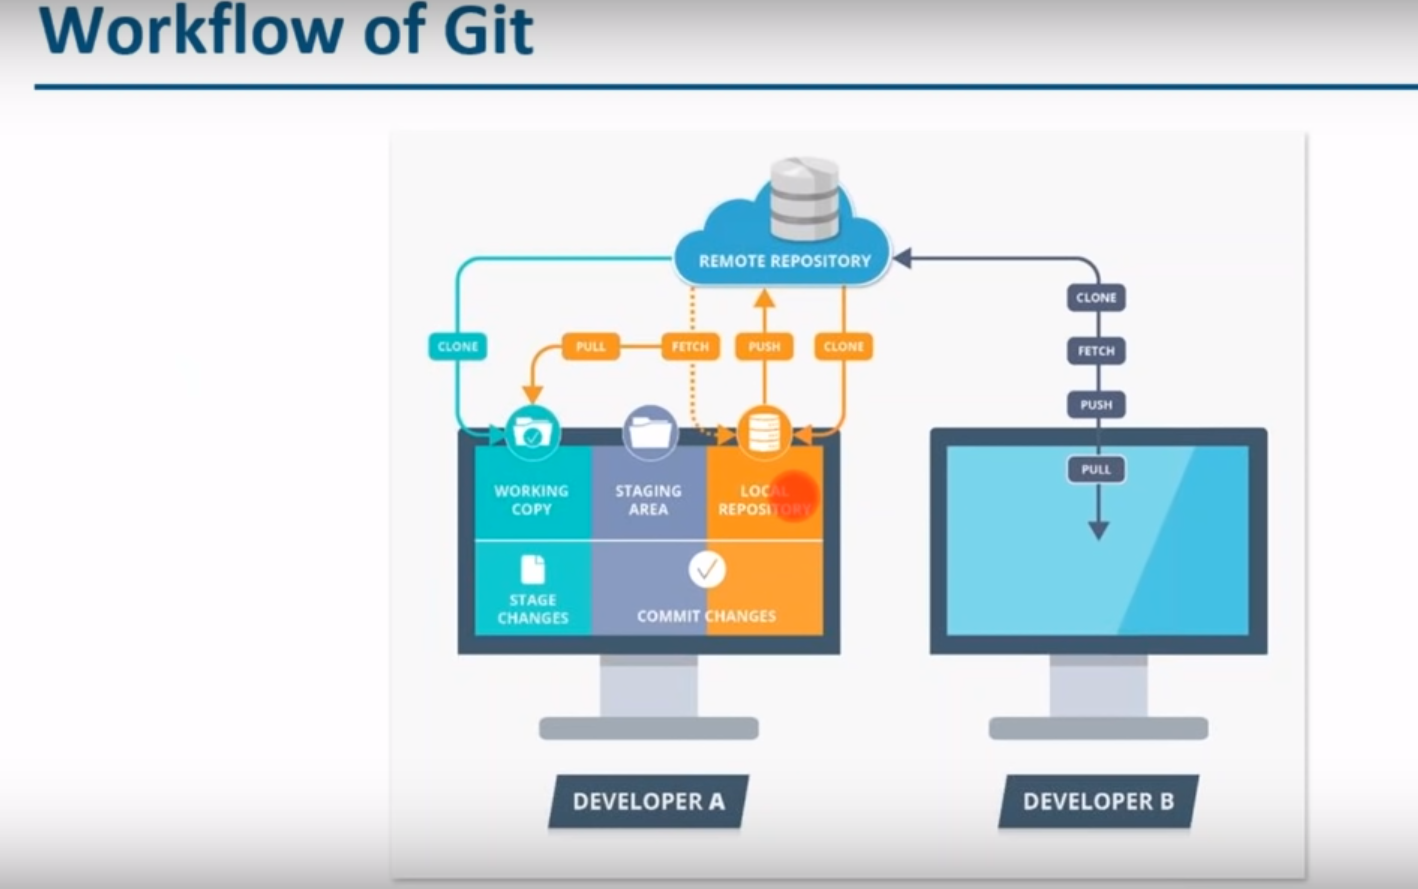 Workflow of Git
REMOTE REPOSITORY
CLONE
PULL
FETCH
PUSH
CLONE
CLONE
FETCH
PUSH
PULL
WORKING
COPY
STAGING
AREA
LOCAL
REPOSITORY
STAGE
CHANGES
COMMIT CHANGES
DEVELOPER A
DEVELOPER B